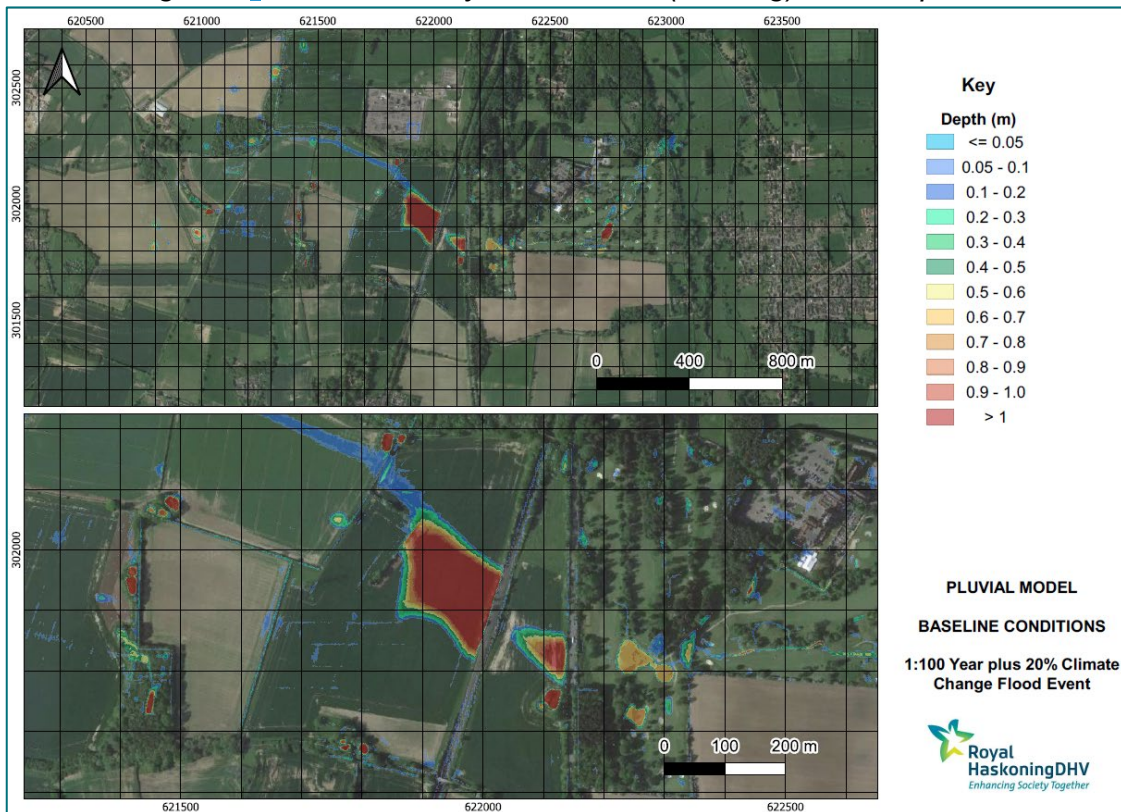 620500 621000 621500 622000 622500 623000 623500
302500
302000
301500
0 400 800 m
302000
0 100 200 m
621500 622000 622500
Key
Depth (m)
<= 0.05
0.05 - 0.1
0.1 - 0.2
0.2 - 0.3
0.3 - 0.4
0.4 - 0.5
0.5 - 0.6
0.6 - 0.7
0.7 - 0.8
0.8 - 0.9
0.9 - 1.0
> 1
PLUVIAL MODEL
BASELINE CONDITIONS
1:100 Year plus 20% Climate
Change Flood Event
Royal
HaskoningDHV
Enhancing Society Together